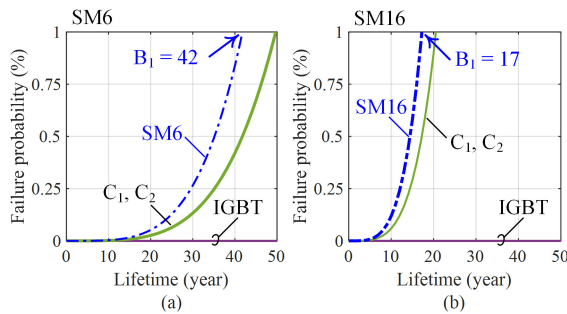 SM6
Failure probability (%)
1
0.75
0.5
0.25
0
B₁ = 42
SM6
C₁, C₂
IGBT
0 10 20 30 40 50
Lifetime (year)
(a)
SM16
Failure probability (%)
1
0.75
0.5
0.25
0
B₁ = 17
SM16
C₁, C₂
IGBT
0 10 20 30 40 50
Lifetime (year)
(b)